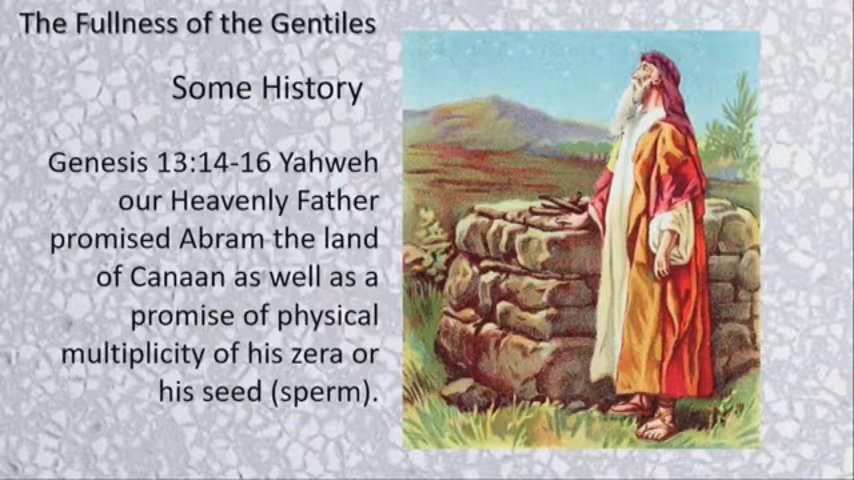 The Fullness of the Gentiles
Some History
Genesis 13:14-16 Yahweh
our Heavenly Father
promised Abram the land
of Canaan as well as a
promise of physical
multiplicity of his zera or
his seed (sperm).